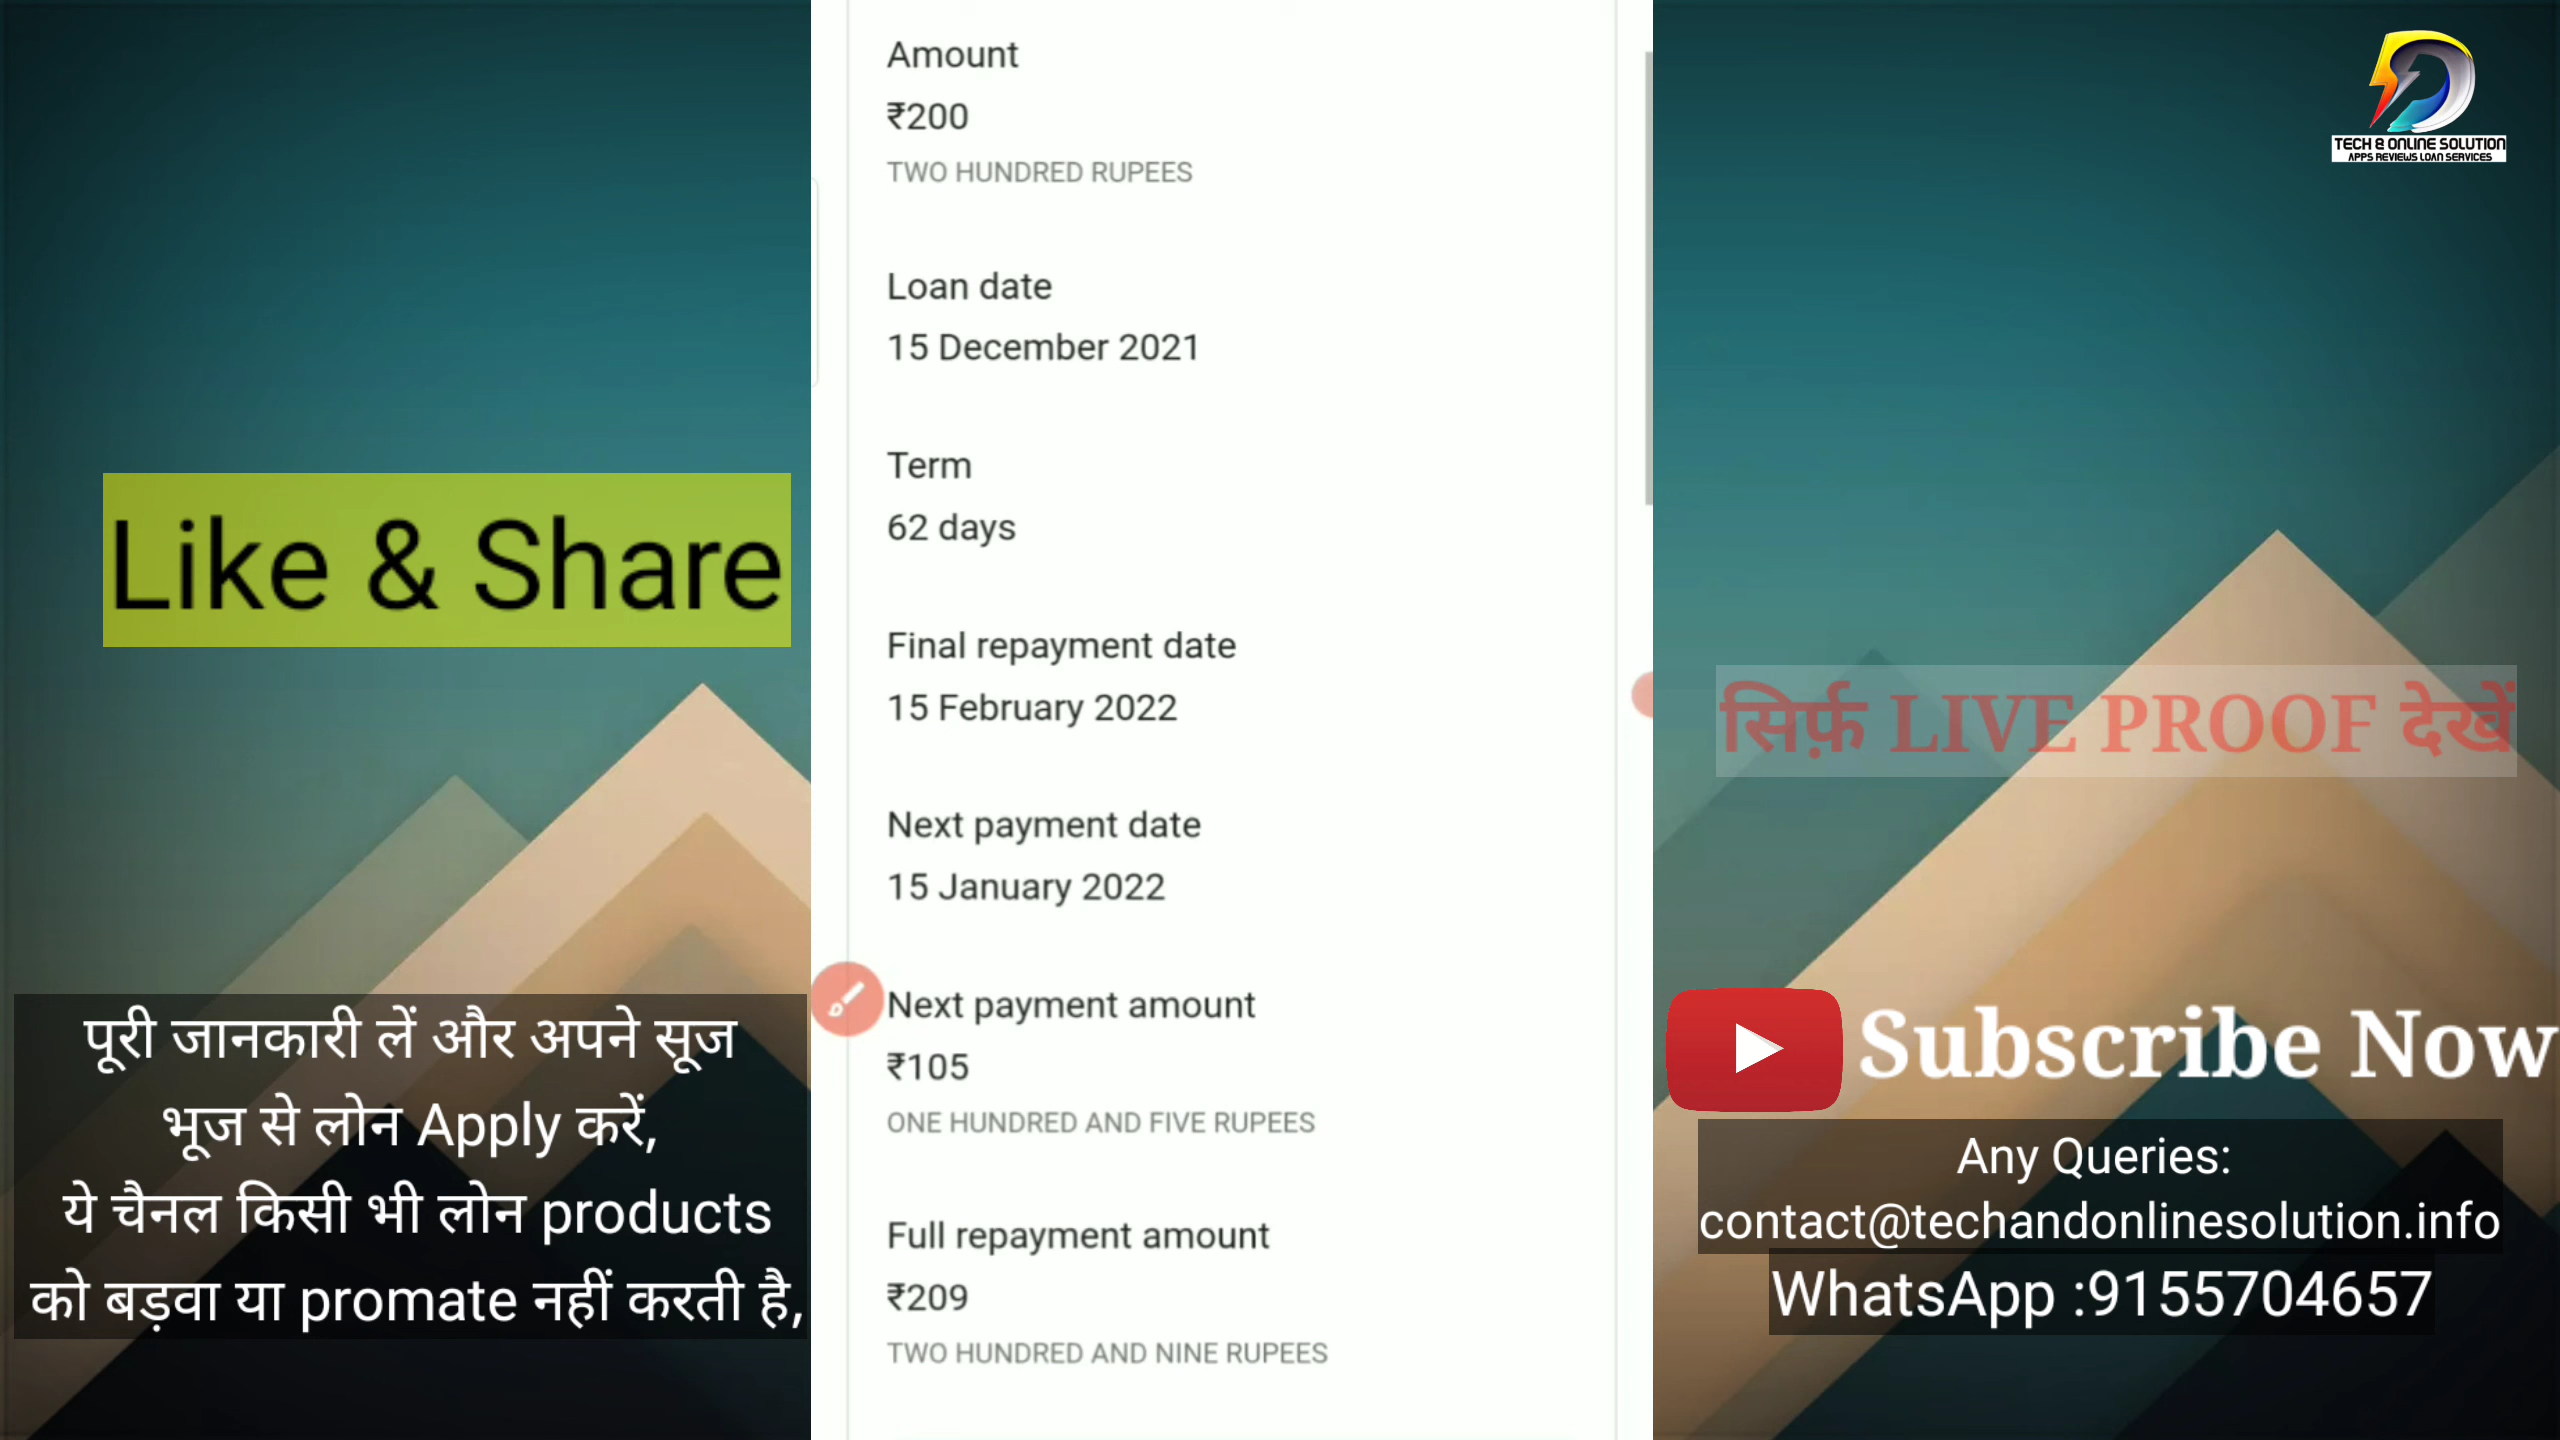 TECH & ONLINE SOLUTION
APPS REVIEWS LOAN SERVICES
Like & Share
पूरी जानकारी लें और अपने सूज
भूज से लोन Apply करें,
ये चैनल किसी भी लोन products
को बड़वा या promate नहीं करती है,
Amount
₹200
TWO HUNDRED RUPEES
Loan date
15 December 2021
Term
62 days
Final repayment date
15 February 2022
Next payment date
15 January 2022
Next payment amount
₹105
ONE HUNDRED AND FIVE RUPEES
Full repayment amount
₹209
TWO HUNDRED AND NINE RUPEES
सिर्फ़ LIVE PROOF देखें
Subscribe Now
Any Queries:
contact@techandonlinesolution.info
WhatsApp :9155704657